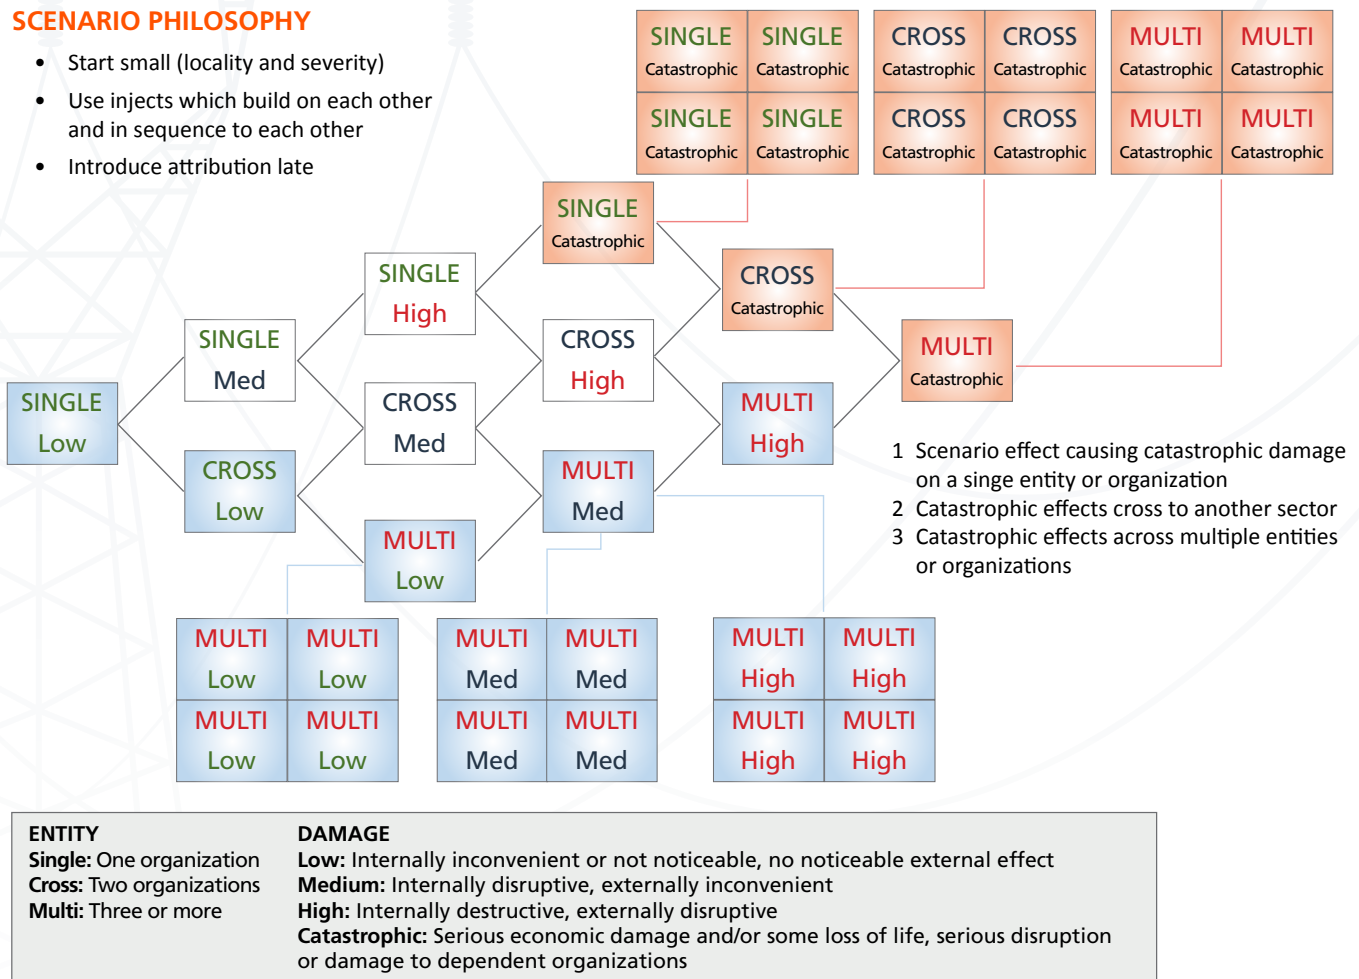 SCENARIO PHILOSOPHY
• Start small (locality and severity)
• Use injects which build on each other
and in sequence to each other
• Introduce attribution late
SINGLE
Catastrophic
SINGLE
Catastrophic
SINGLE
Catastrophic
SINGLE
Catastrophic
CROSS
Catastrophic
CROSS
Catastrophic
CROSS
Catastrophic
CROSS
Catastrophic
MULTI
Catastrophic
MULTI
Catastrophic
MULTI
Catastrophic
MULTI
Catastrophic
SINGLE
Low
SINGLE
Med
CROSS
Low
SINGLE
High
CROSS
Med
MULTI
Low
SINGLE
Catastrophic
CROSS
High
MULTI
Med
CROSS
Catastrophic
MULTI
High
MULTI
Catastrophic
1 Scenario effect causing catastrophic damage
on a singe entity or organization
2 Catastrophic effects cross to another sector
3 Catastrophic effects across multiple entities
or organizations
MULTI
Low
MULTI
Low
MULTI
Low
MULTI
Low
MULTI
Med
MULTI
Med
MULTI
Med
MULTI
Med
MULTI
High
MULTI
High
MULTI
High
MULTI
High
ENTITY
Single: One organization
Cross: Two organizations
Multi: Three or more
DAMAGE
Low: Internally inconvenient or not noticeable, no noticeable external effect
Medium: Internally disruptive, externally inconvenient
High: Internally destructive, externally disruptive
Catastrophic: Serious economic damage and/or some loss of life, serious disruption
or damage to dependent organizations